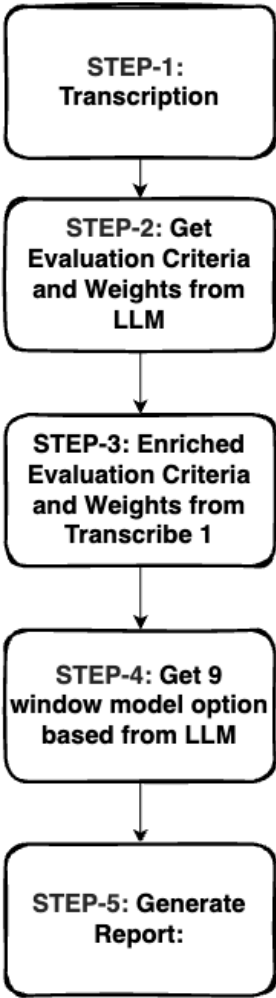 STEP-1:
Transcription
STEP-2: Get
Evaluation Criteria
and Weights from
LLM
STEP-3: Enriched
Evaluation Criteria
and Weights from
Transcribe 1
STEP-4: Get 9
window model option
based from LLM
STEP-5: Generate
Report: